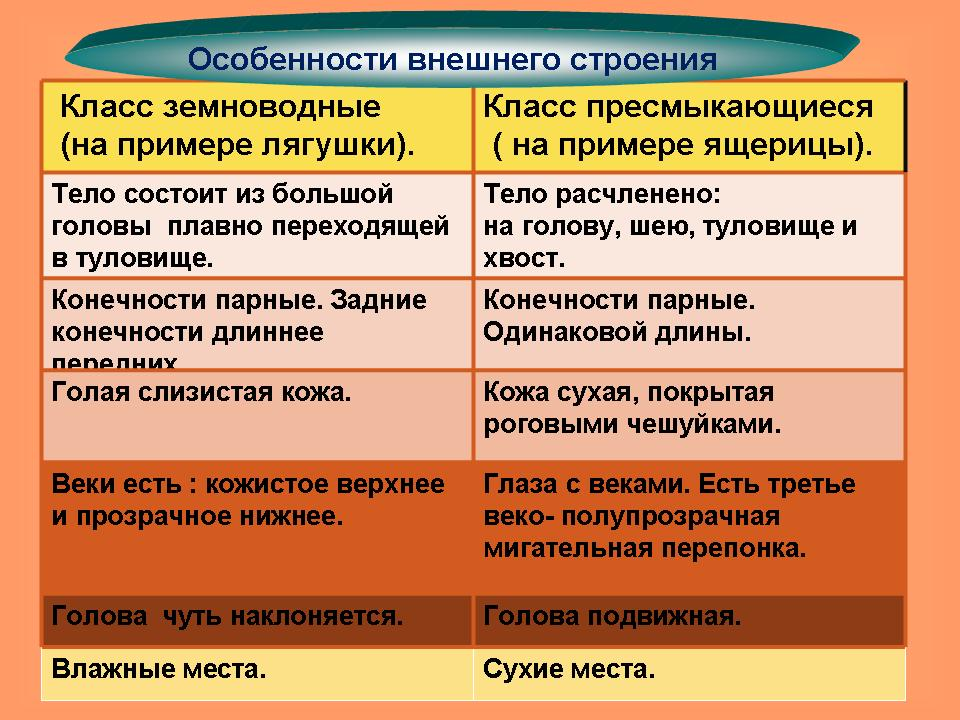 Особенности внешнего строения
Класс земноводные
(на примере лягушки).
Класс пресмыкающиеся
( на примере ящерицы).
Тело состоит из большой
головы плавно переходящей
в туловище.
Тело расчленено:
на голову, шею, туловище и
хвост.
Конечности парные. Задние
конечности длиннее
передних
Конечности парные.
Одинаковой длины.
Голая слизистая кожа.
Кожа сухая, покрытая
роговыми чешуйками.
Веки есть : кожистое верхнее
и прозрачное нижнее.
Глаза с веками. Есть третье
веко- полупрозрачная
мигательная перепонка.
Голова чуть наклоняется.
Голова подвижная.
Влажные места.
Сухие места.